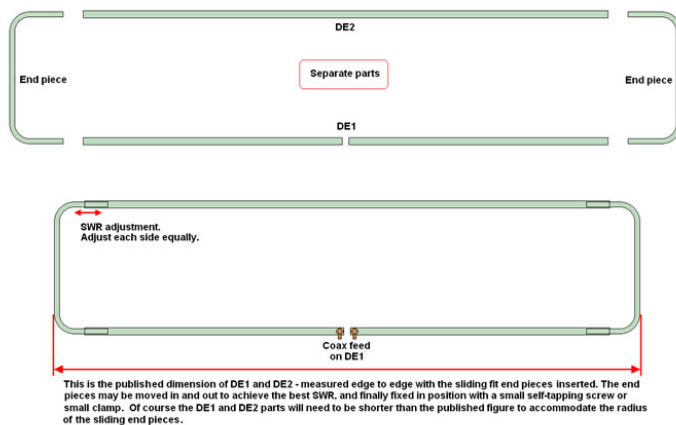 DE2
End piece
Separate parts
End piece
DE1
SWR adjustment.
Adjust each side equally.
Coax feed
on DE1
This is the published dimension of DE1 and DE2 - measured edge to edge with the sliding fit end pieces inserted. The end
pieces may be moved in and out to achieve the best SWR, and finally fixed in position with a small self-tapping screw or
small clamp. Of course the DE1 and DE2 parts will need to be shorter than the published figure to accommodate the radius
of the sliding end pieces.